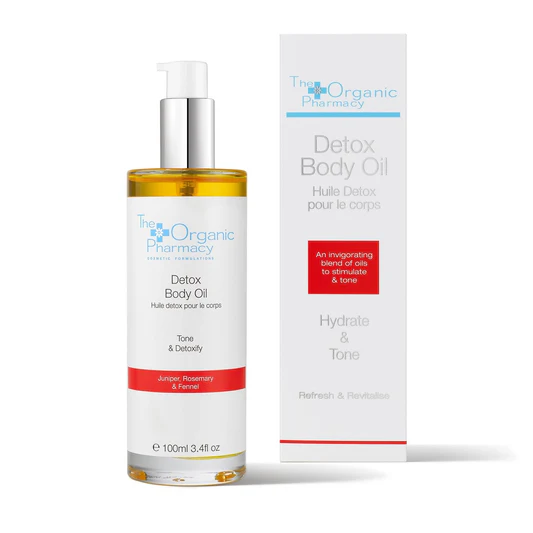 The Organic
Pharmacy
COSMETIC FORMULATIONS
Detox
Body Oil
Huile detox pour le corps
Tone
& Detoxify
Juniper, Rosemary
& Fennel
℮ 100ml 3.4fl oz
The Organic
Pharmacy
Detox
Body Oil
Huile Detox
pour le corps
An invigorating
blend of oils
to stimulate
& tone
Hydrate
&
Tone
Refresh & Revitalise